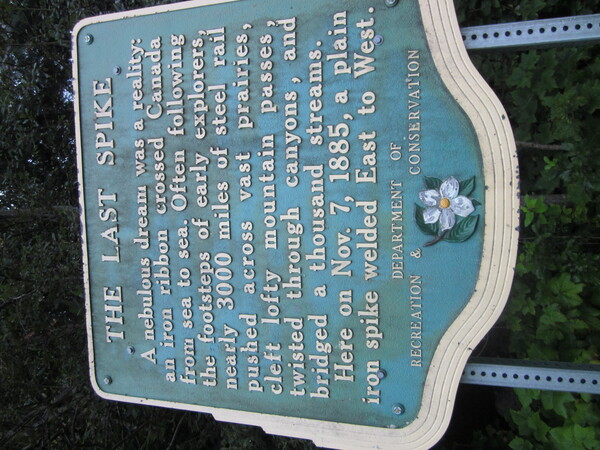 THE LAST SPIKE
A nebulous dream was a reality:
an iron ribbon crossed Canada
from sea to sea. Often following
the footsteps of early explorers,
nearly 3000 miles of steel rail
pushed across vast prairies,
cleft lofty mountain passes,
twisted through canyons, and
bridged a thousand streams.
Here on Nov. 7, 1885, a plain
iron spike welded East to West.
DEPARTMENT OF
RECREATION & CONSERVATION